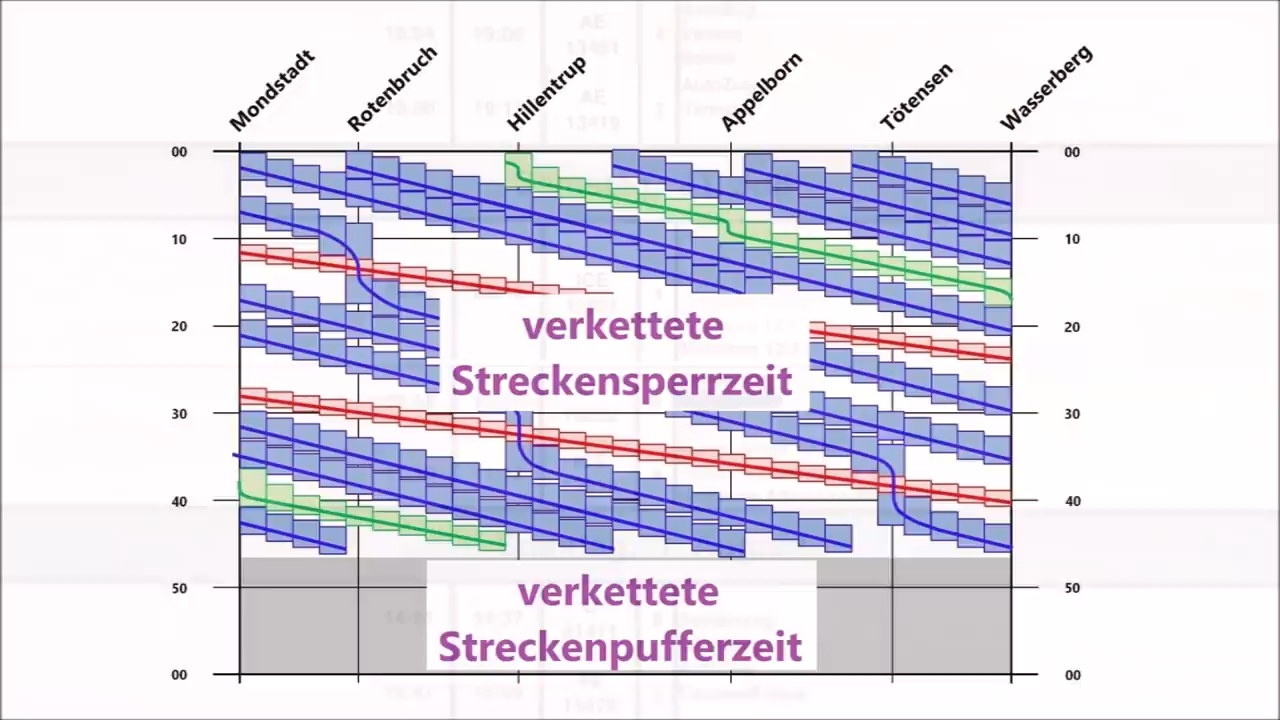 Mondstadt
Rotenbruch
Hillentrup
Appelborn
Tötensen
Wasserberg
00 00
10 10
20 20
30 30
40 40
50 50
00 00
verkettete
Streckensperrzeit
verkettete
Streckenpufferzeit